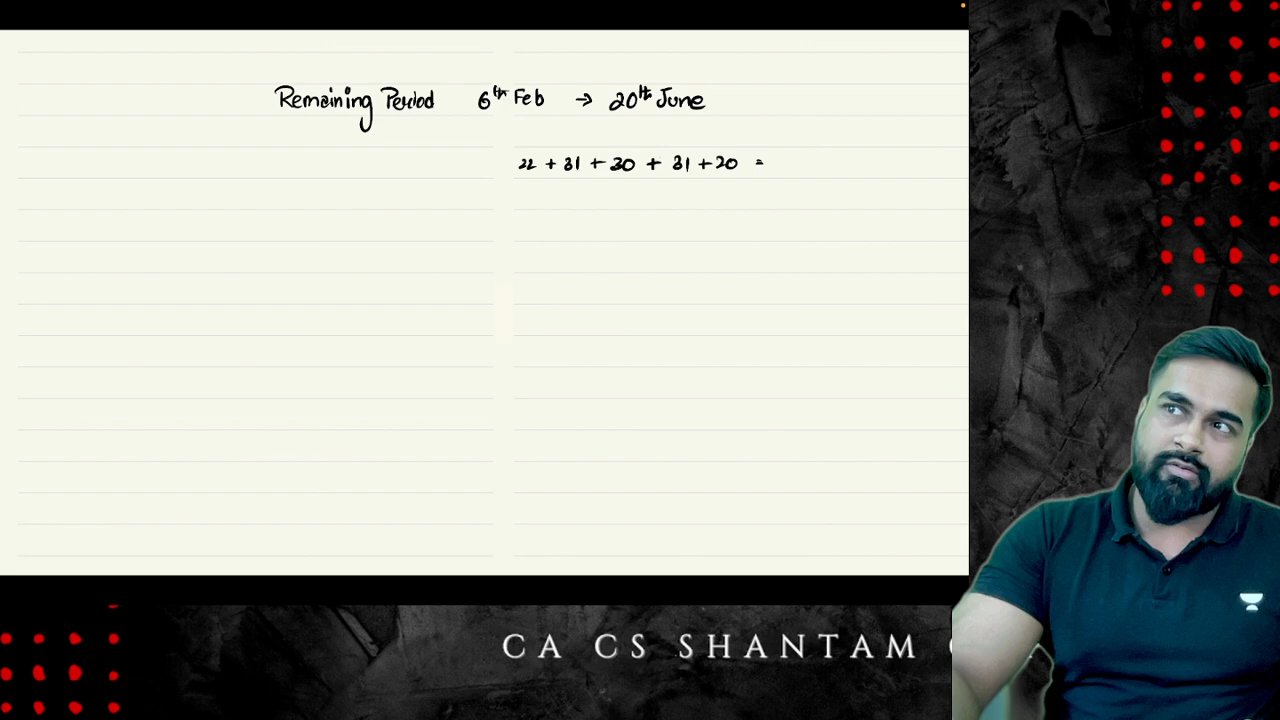 Remaining Period 6th Feb → 20th June
22 + 31 + 30 + 31 + 20 =
CA CS SHANTAM